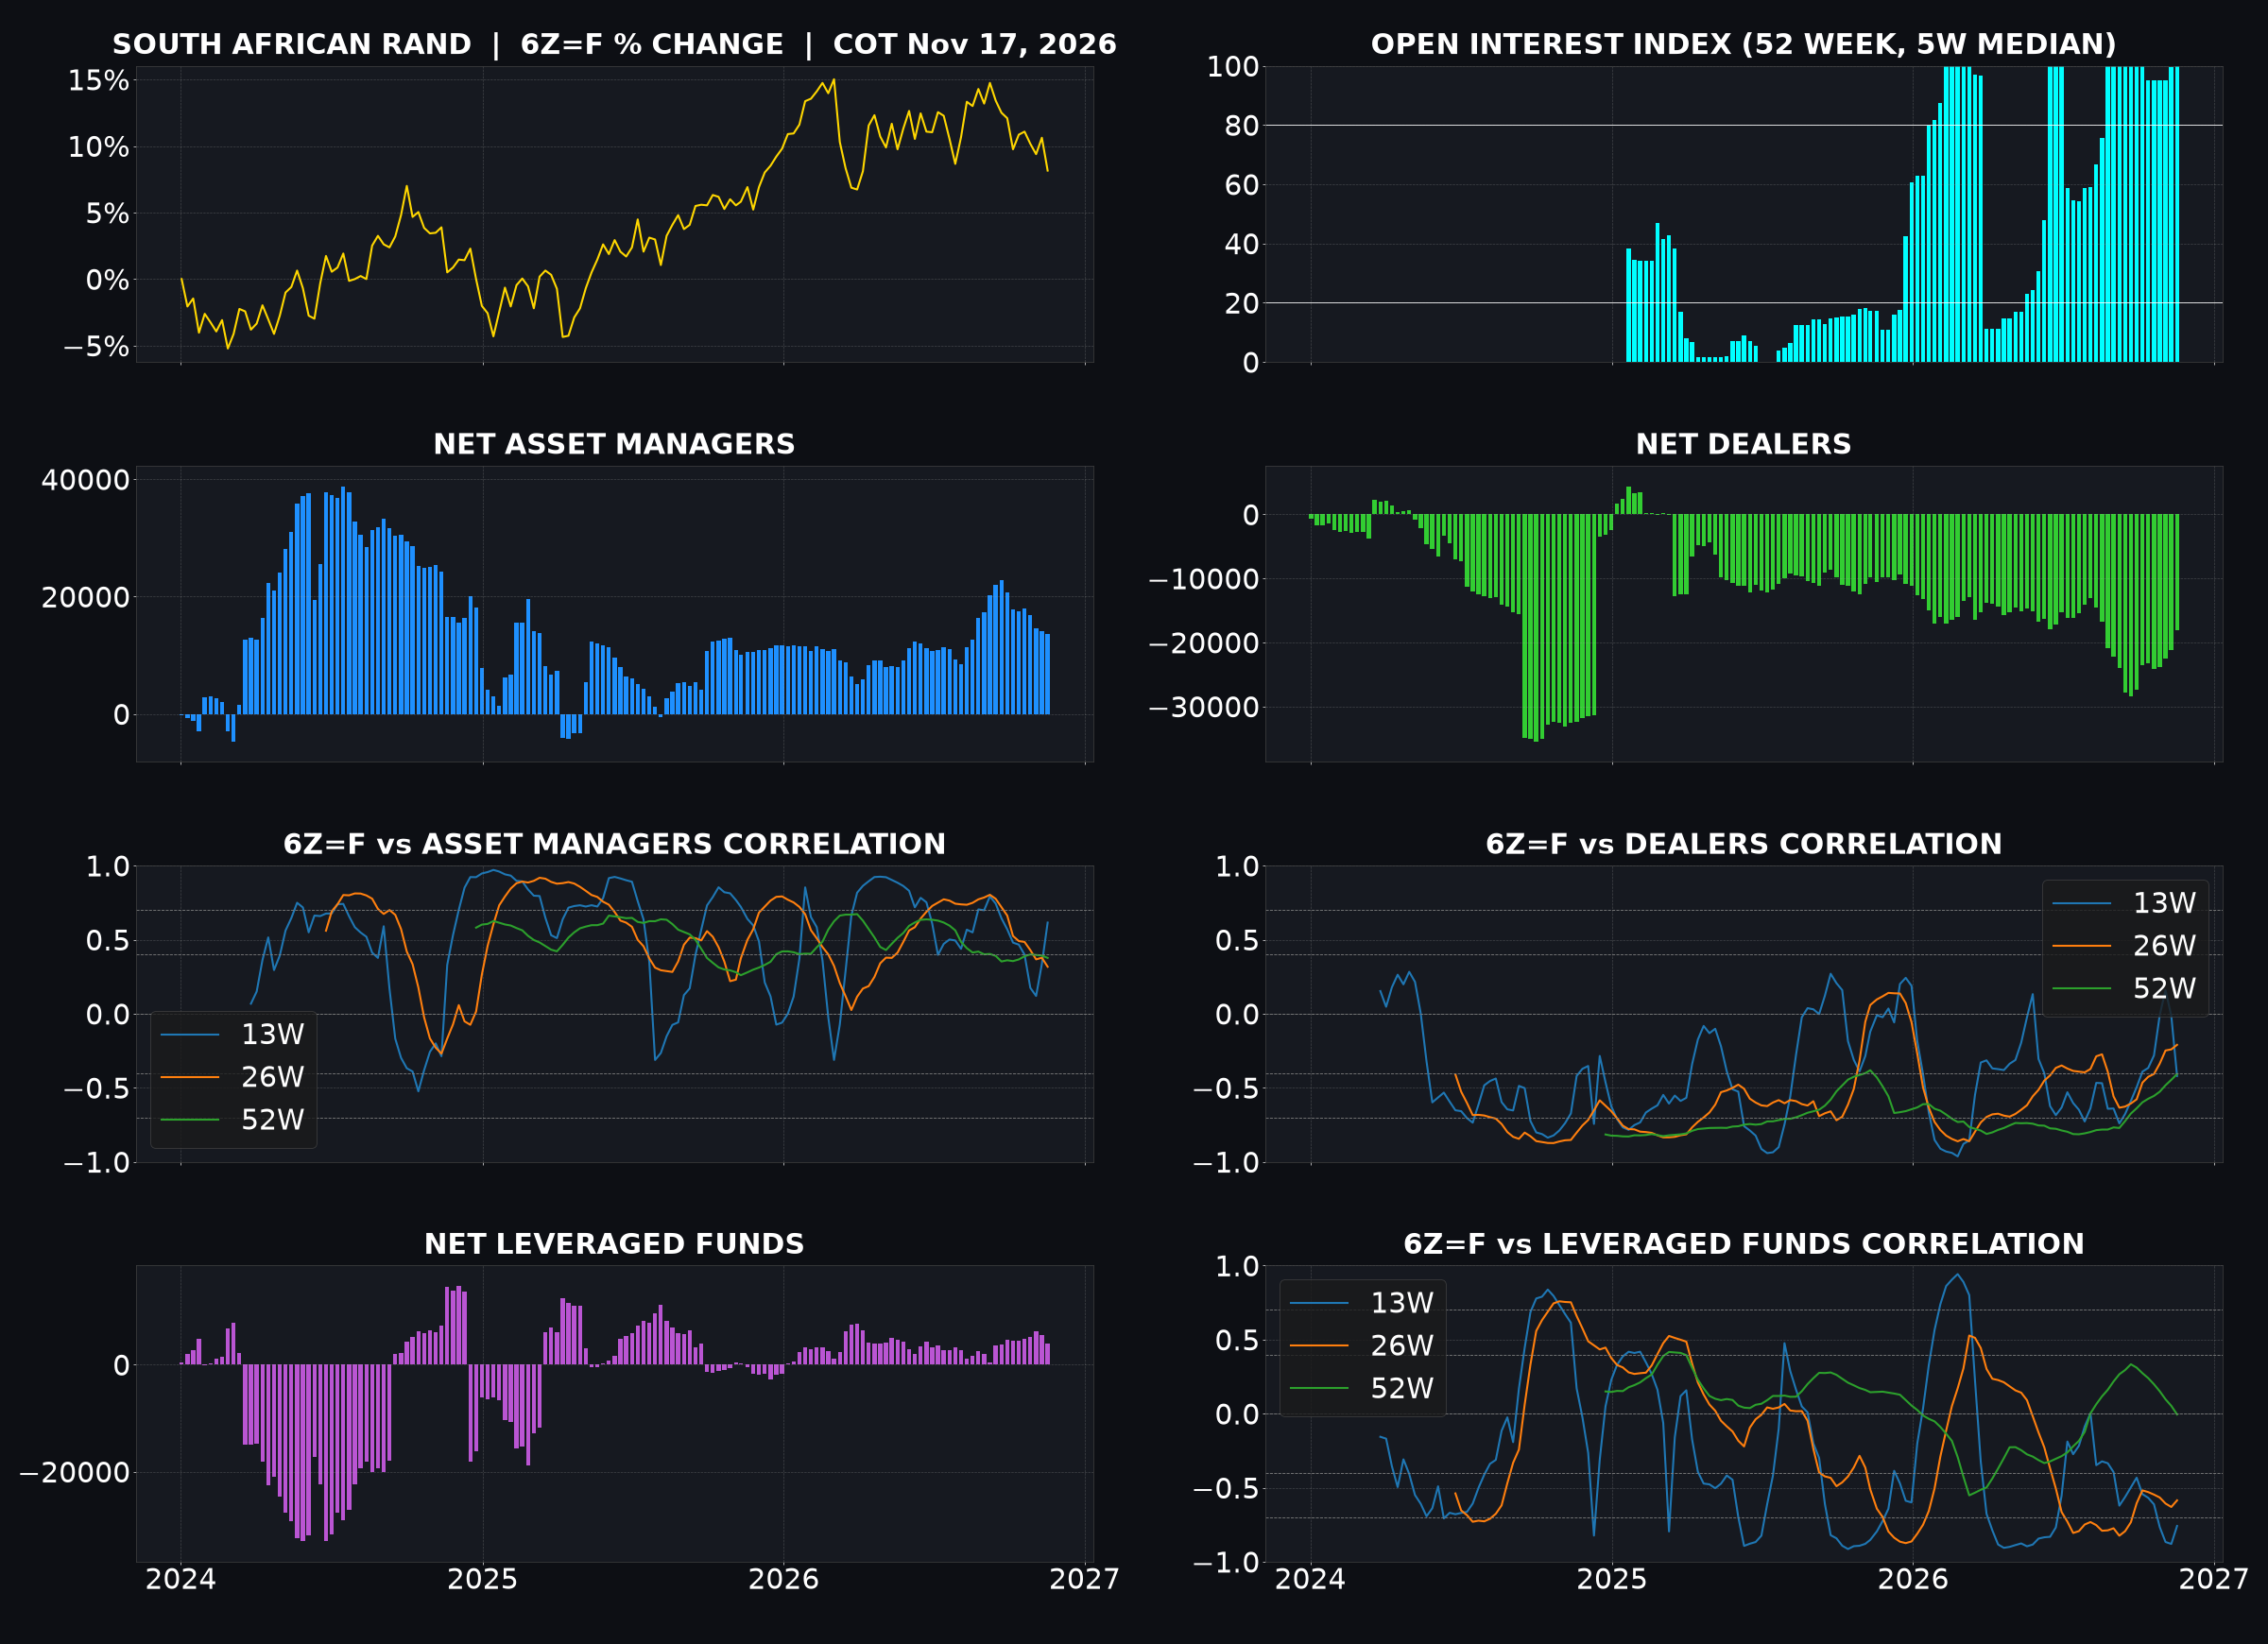 SOUTH AFRICAN RAND | 6Z=F % CHANGE | COT Nov 17, 2026
15%
10%
5%
0%
−5%
OPEN INTEREST INDEX (52 WEEK, 5W MEDIAN)
100
80
60
40
20
0
NET ASSET MANAGERS
40000
20000
0
NET DEALERS
0
−10000
−20000
−30000
6Z=F vs ASSET MANAGERS CORRELATION
1.0
0.5
0.0
−0.5
−1.0
13W
26W
52W
6Z=F vs DEALERS CORRELATION
1.0
0.5
0.0
−0.5
−1.0
13W
26W
52W
NET LEVERAGED FUNDS
0
−20000
2024
2025
2026
2027
6Z=F vs LEVERAGED FUNDS CORRELATION
1.0
0.5
0.0
−0.5
−1.0
13W
26W
52W
2024
2025
2026
2027